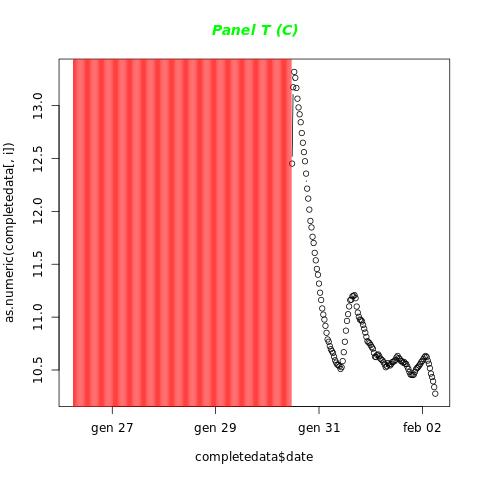 Panel T (C)
as.numeric(completedata[, i])
13.0
12.5
12.0
11.5
11.0
10.5
gen 27
gen 29
gen 31
feb 02
completedata$date